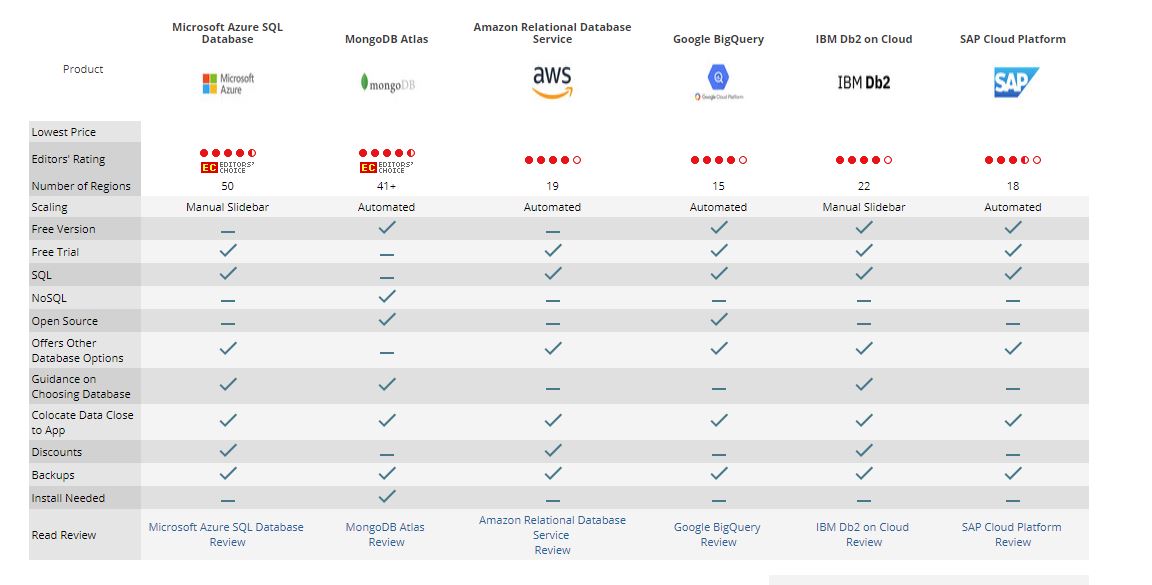 Product
Microsoft Azure SQL
Database
Microsoft
Azure
MongoDB Atlas
mongoDB
Amazon Relational Database
Service
aws
Google BigQuery
Google Cloud Platform
IBM Db2 on Cloud
IBM Db2
SAP Cloud Platform
SAP
Lowest Price
Editors' Rating
EC EDITORS'
CHOICE
EC EDITORS'
CHOICE
Number of Regions 50 41+ 19 15 22 18
Scaling Manual Slidebar Automated Automated Automated Manual Slidebar Automated
Free Version
Free Trial
SQL
NoSQL
Open Source
Offers Other
Database Options
Guidance on
Choosing Database
Colocate Data Close
to App
Discounts
Backups
Install Needed
Read Review
Microsoft Azure SQL Database
Review
MongoDB Atlas
Review
Amazon Relational Database
Service
Review
Google BigQuery
Review
IBM Db2 on Cloud
Review
SAP Cloud Platform
Review